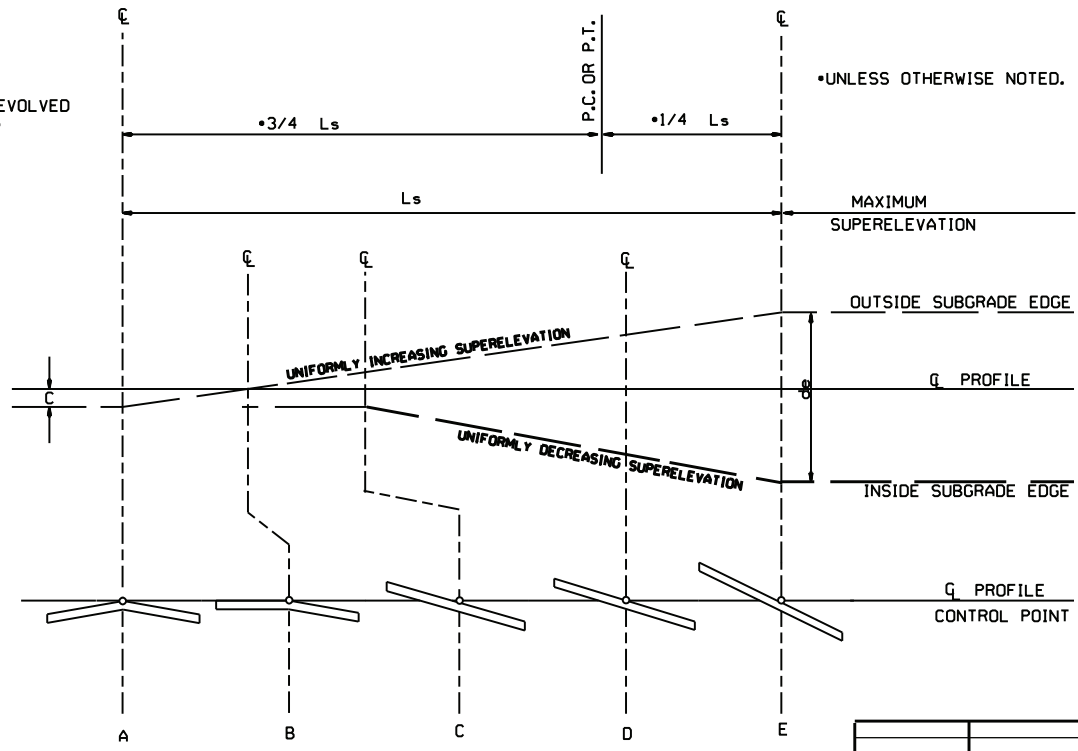 ℄
℄
P.C. OR P.T.
•UNLESS OTHERWISE NOTED.
EVOLVED
•3/4 Ls
•1/4 Ls
Ls
MAXIMUM
SUPERELEVATION
℄
℄
℄
OUTSIDE SUBGRADE EDGE
UNIFORMLY INCREASING SUPERELEVATION
℄ PROFILE
de
C
UNIFORMLY DECREASING SUPERELEVATION
INSIDE SUBGRADE EDGE
℄ PROFILE
CONTROL POINT
A
B
C
D
E